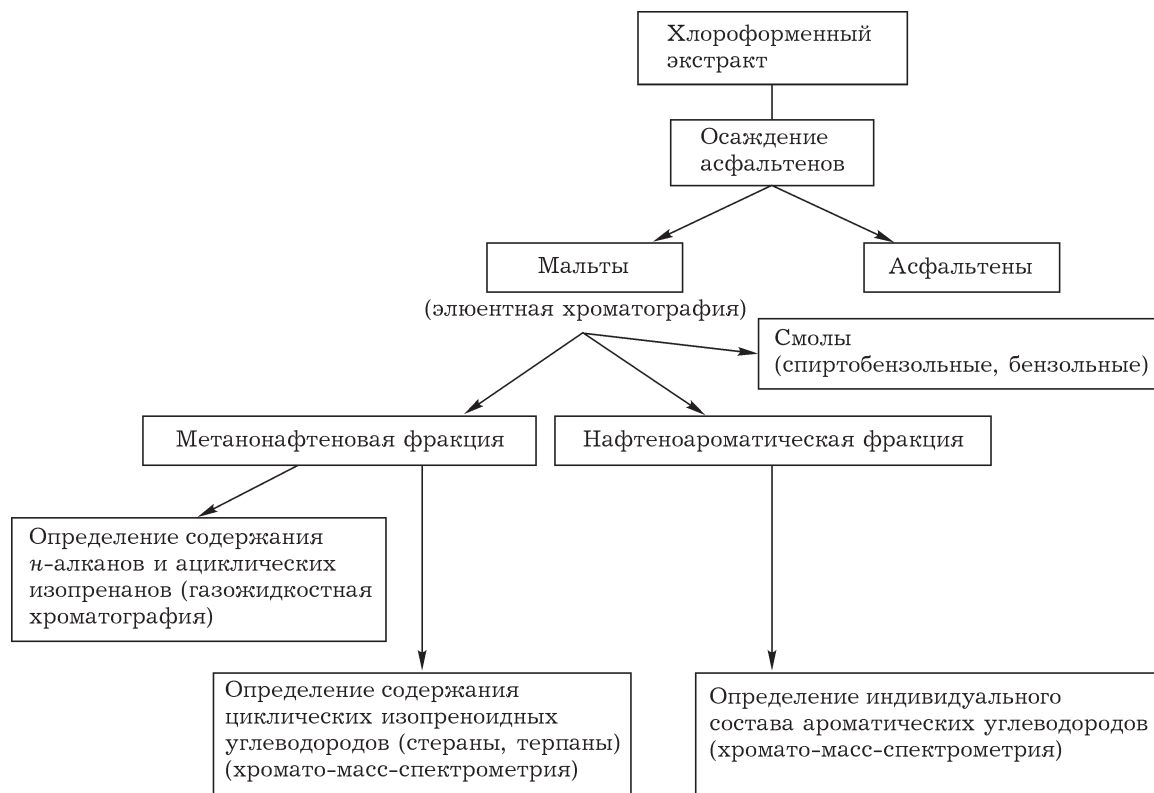 Хлороформенный
экстракт
Осаждение
асфальтенов
Мальты
Асфальтены
(элюентная хроматография)
Смолы
(спиртобензольные, бензольные)
Метанонафтеновая фракция
Нафтеноароматическая фракция
Определение содержания
н-алканов и ациклических
изопренанов (газожидкостная
хроматография)
Определение содержания
циклических изопреноидных
углеводородов (стераны, терпаны)
(хромато-масс-спектрометрия)
Определение индивидуального
состава ароматических углеводородов
(хромато-масс-спектрометрия)